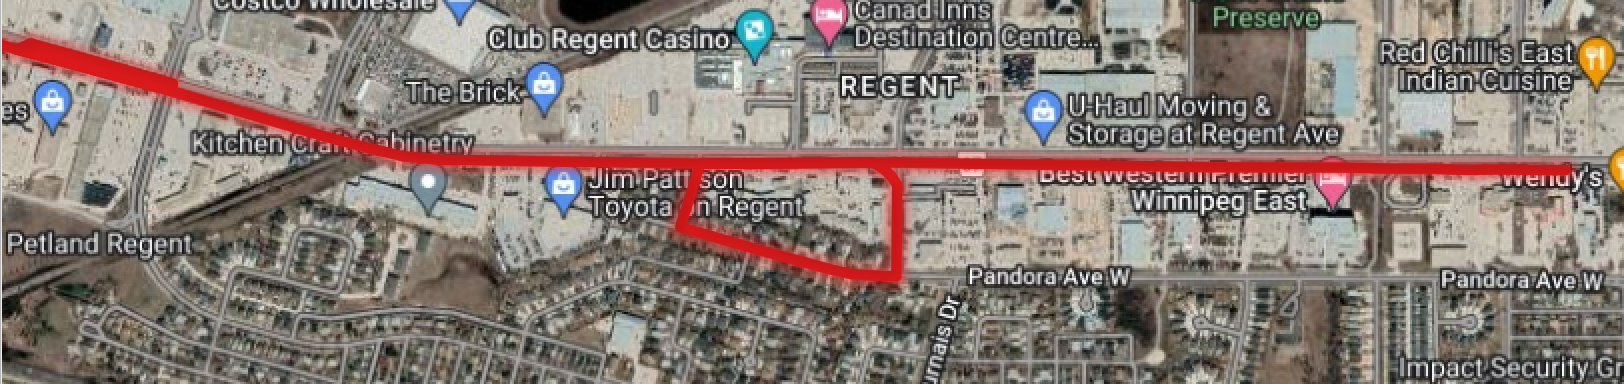 Costco Wholesale
Club Regent Casino
Canad Inns
Destination Centre...
Preserve
Red Chilli's East
Indian Cuisine
The Brick
REGENT
es
U-Haul Moving &
Storage at Regent Ave
Kitchen Craft Cabinetry
Jim Pattison
Toyota on Regent
Best Western Premier
Winnipeg East
Wendy's
Petland Regent
Pandora Ave W
Pandora Ave W
urnais Dr
Impact Security G